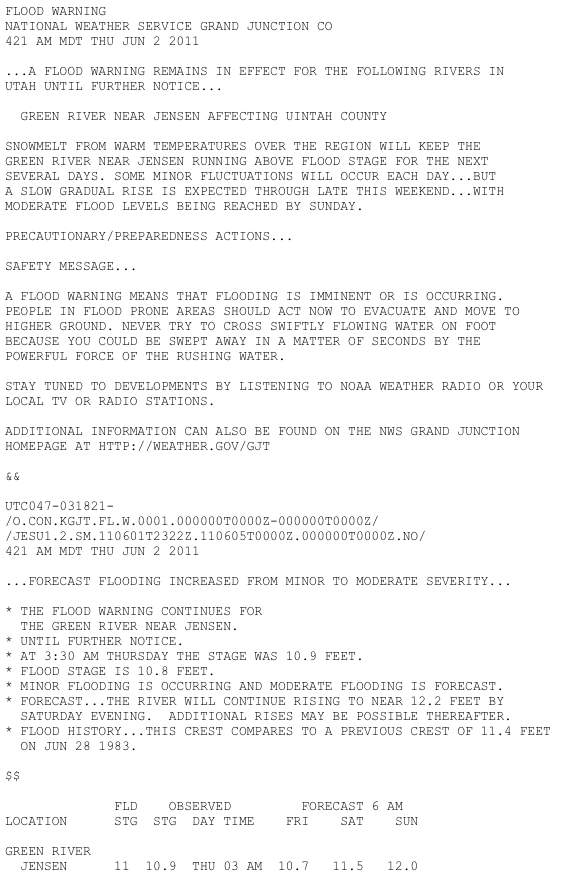 FLOOD WARNING
NATIONAL WEATHER SERVICE GRAND JUNCTION CO
421 AM MDT THU JUN 2 2011

...A FLOOD WARNING REMAINS IN EFFECT FOR THE FOLLOWING RIVERS IN
UTAH UNTIL FURTHER NOTICE...

  GREEN RIVER NEAR JENSEN AFFECTING UINTAH COUNTY

SNOWMELT FROM WARM TEMPERATURES OVER THE REGION WILL KEEP THE
GREEN RIVER NEAR JENSEN RUNNING ABOVE FLOOD STAGE FOR THE NEXT
SEVERAL DAYS. SOME MINOR FLUCTUATIONS WILL OCCUR EACH DAY...BUT
A SLOW GRADUAL RISE IS EXPECTED THROUGH LATE THIS WEEKEND...WITH
MODERATE FLOOD LEVELS BEING REACHED BY SUNDAY.

PRECAUTIONARY/PREPAREDNESS ACTIONS...

SAFETY MESSAGE...

A FLOOD WARNING MEANS THAT FLOODING IS IMMINENT OR IS OCCURRING.
PEOPLE IN FLOOD PRONE AREAS SHOULD ACT NOW TO EVACUATE AND MOVE TO
HIGHER GROUND. NEVER TRY TO CROSS SWIFTLY FLOWING WATER ON FOOT
BECAUSE YOU COULD BE SWEPT AWAY IN A MATTER OF SECONDS BY THE
POWERFUL FORCE OF THE RUSHING WATER.

STAY TUNED TO DEVELOPMENTS BY LISTENING TO NOAA WEATHER RADIO OR YOUR
LOCAL TV OR RADIO STATIONS.

ADDITIONAL INFORMATION CAN ALSO BE FOUND ON THE NWS GRAND JUNCTION
HOMEPAGE AT HTTP://WEATHER.GOV/GJT

&&

UTC047-031821-
/O.CON.KGJT.FL.W.0001.000000T0000Z-000000T0000Z/
/JESU1.2.SM.110601T2322Z.110605T0000Z.000000T0000Z.NO/
421 AM MDT THU JUN 2 2011

...FORECAST FLOODING INCREASED FROM MINOR TO MODERATE SEVERITY...

* THE FLOOD WARNING CONTINUES FOR
  THE GREEN RIVER NEAR JENSEN.
* UNTIL FURTHER NOTICE.
* AT 3:30 AM THURSDAY THE STAGE WAS 10.9 FEET.
* FLOOD STAGE IS 10.8 FEET.
* MINOR FLOODING IS OCCURRING AND MODERATE FLOODING IS FORECAST.
* FORECAST...THE RIVER WILL CONTINUE RISING TO NEAR 12.2 FEET BY
  SATURDAY EVENING.  ADDITIONAL RISES MAY BE POSSIBLE THEREAFTER.
* FLOOD HISTORY...THIS CREST COMPARES TO A PREVIOUS CREST OF 11.4 FEET
  ON JUN 28 1983.

$$

              FLD    OBSERVED         FORECAST 6 AM
LOCATION      STG  STG  DAY TIME    FRI    SAT    SUN

GREEN RIVER
  JENSEN      11  10.9  THU 03 AM  10.7   11.5   12.0